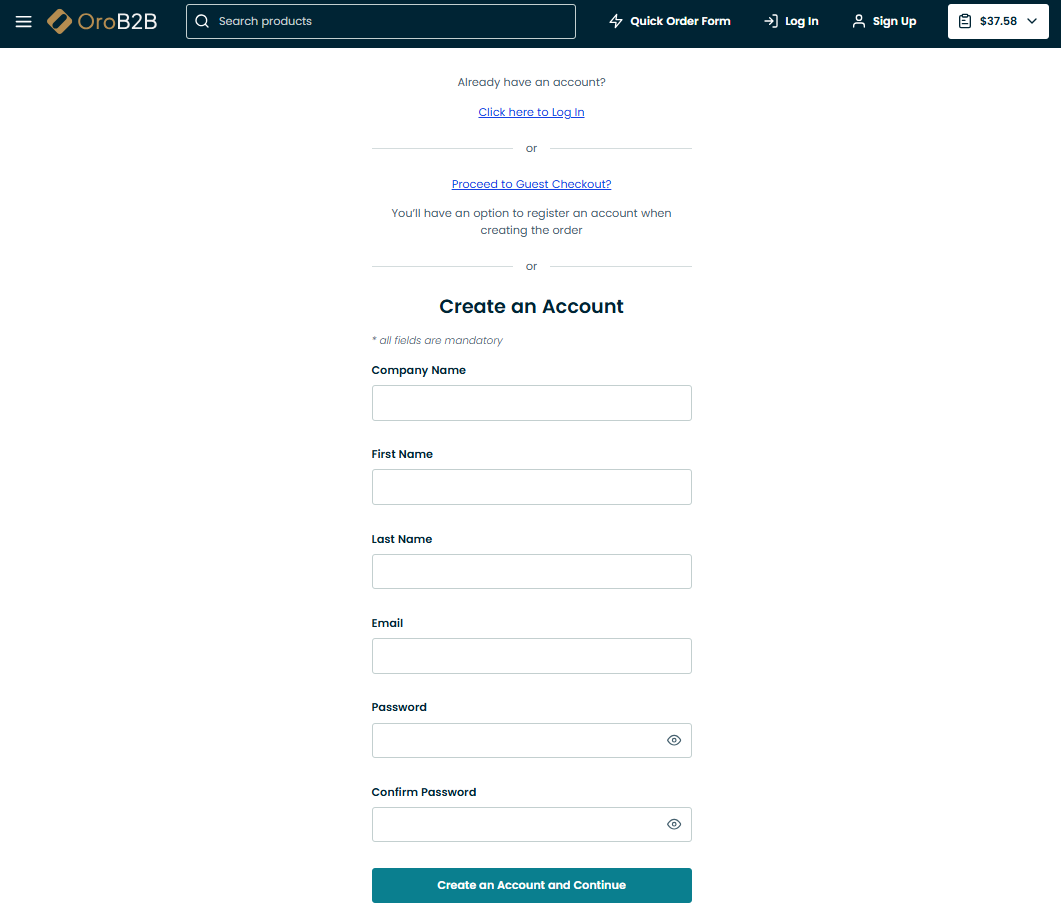 OroB2B
Search products
Quick Order Form
Log In
Sign Up
$37.58
Already have an account?
Click here to Log In
or
Proceed to Guest Checkout?
You'll have an option to register an account when
creating the order
or
Create an Account
* all fields are mandatory
Company Name
First Name
Last Name
Email
Password
Confirm Password
Create an Account and Continue